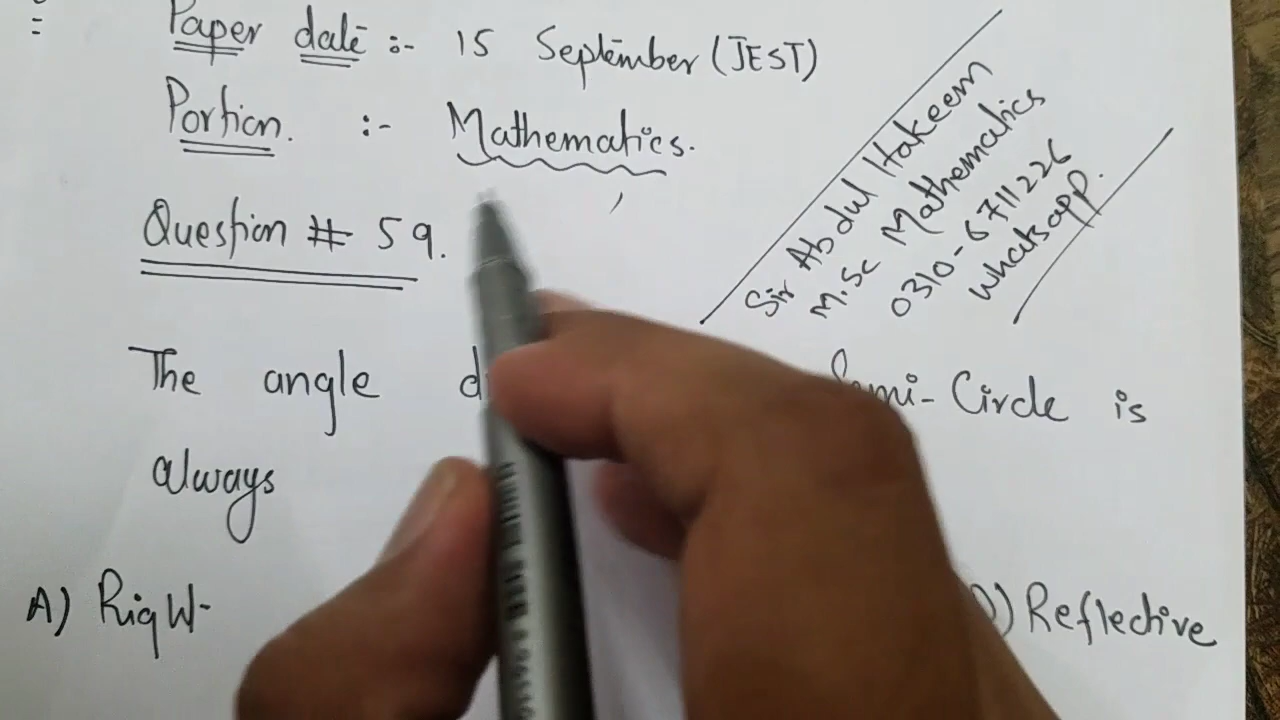 Paper date :- 15 September (JEST)
Portion. :- Mathematics.
Sir Abdul Hakeem
M.Sc Mathematics
0310-6711226
whatsapp.
Question # 59.
The angle Semi-Circle is
always
A) Right D) Reflective